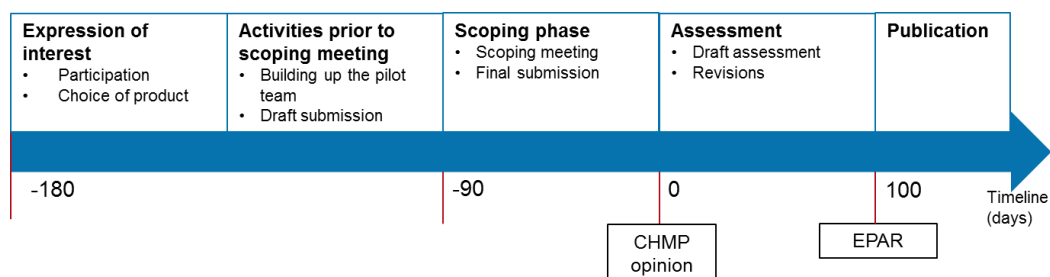 Expression of
interest
• Participation
• Choice of product
Activities prior to
scoping meeting
• Building up the pilot
team
• Draft submission
Scoping phase
• Scoping meeting
• Final submission
Assessment
• Draft assessment
• Revisions
Publication
-180
-90
0
100
Timeline
(days)
CHMP
opinion
EPAR